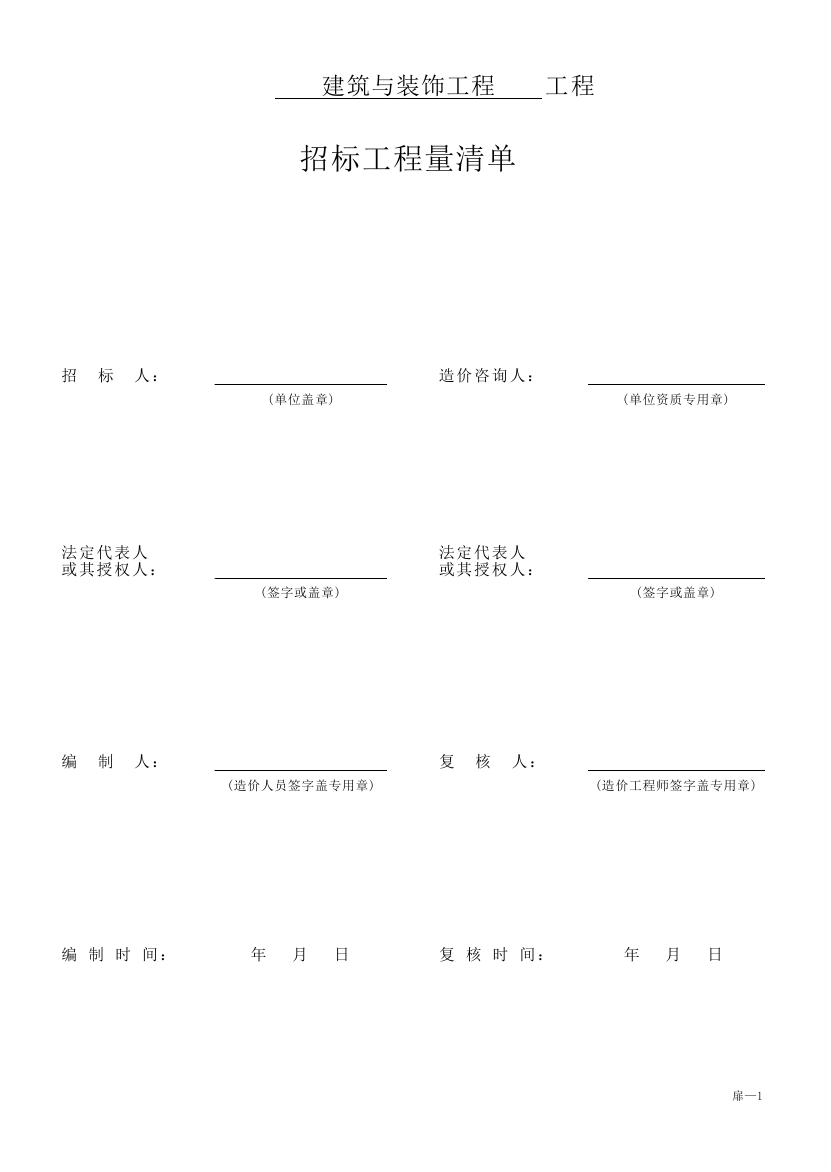 建筑与装饰工程 工程
招标工程量清单
招 标 人： 造价咨询人：
（单位盖章） （单位资质专用章）
法定代表人 法定代表人
或其授权人： 或其授权人：
（签字或盖章） （签字或盖章）
编 制 人： 复 核 人：
（造价人员签字盖专用章） （造价工程师签字盖专用章）
编 制 时 间： 年 月 日 复 核 时 间： 年 月 日
扉—1